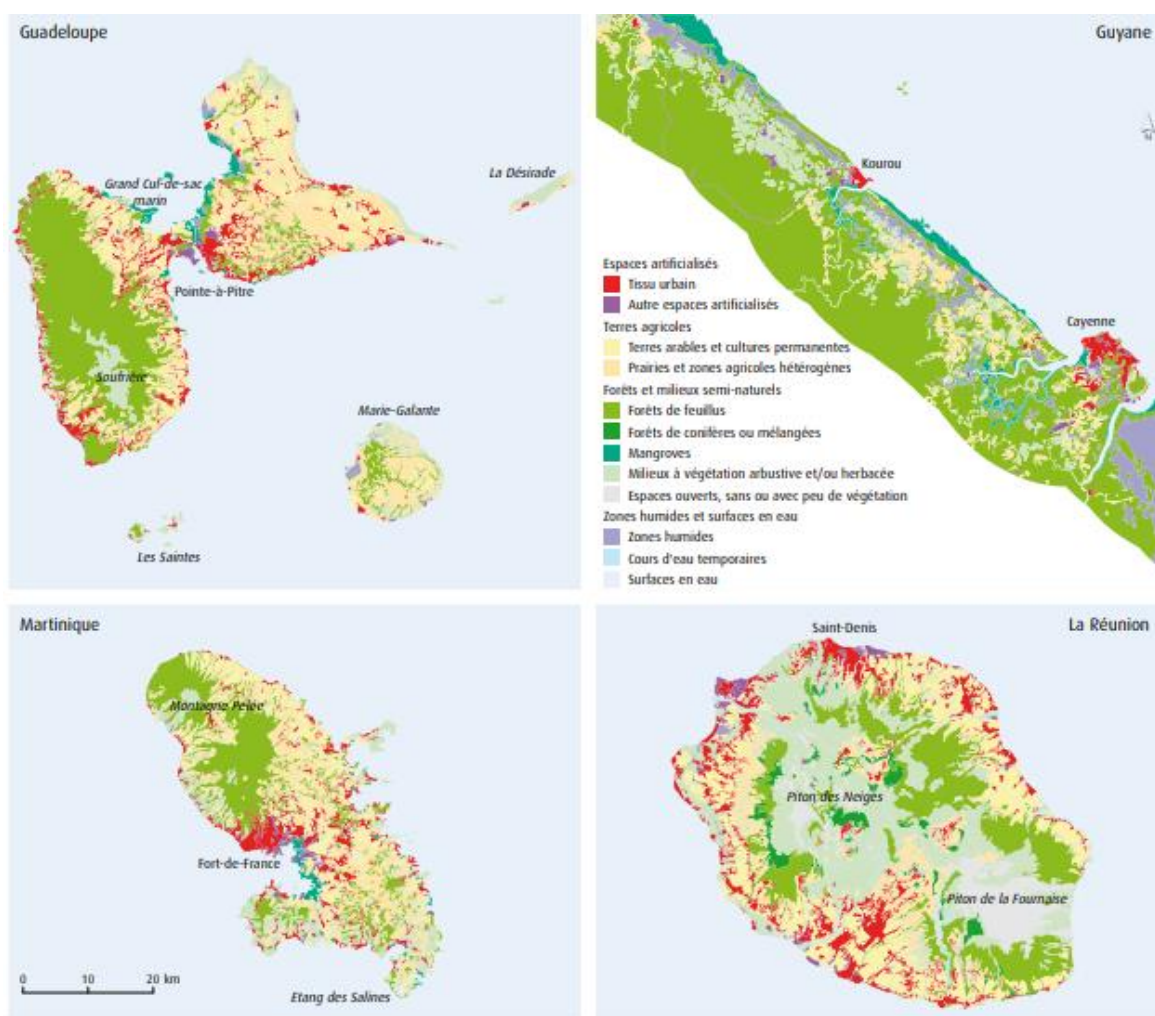 Guadeloupe
Grand Cul-de-sac
marin
La Désirade
Pointe-à-Pitre
Soufrière
Marie-Galante
Les Saintes
Guyane
Kourou
Cayenne
Espaces artificialisés
Tissu urbain
Autre espaces artificialisés
Terres agricoles
Terres arables et cultures permanentes
Prairies et zones agricoles hétérogènes
Forêts et milieux semi-naturels
Forêts de feuillus
Forêts de conifères ou mélangées
Mangroves
Milieux à végétation arbustive et/ou herbacée
Espaces ouverts, sans ou avec peu de végétation
Zones humides et surfaces en eau
Zones humides
Cours d'eau temporaires
Surfaces en eau
Martinique
Montagne Pelée
Fort-de-France
0 10 20 km
Etang des Salines
La Réunion
Saint-Denis
Piton des Neiges
Piton de la Fournaise